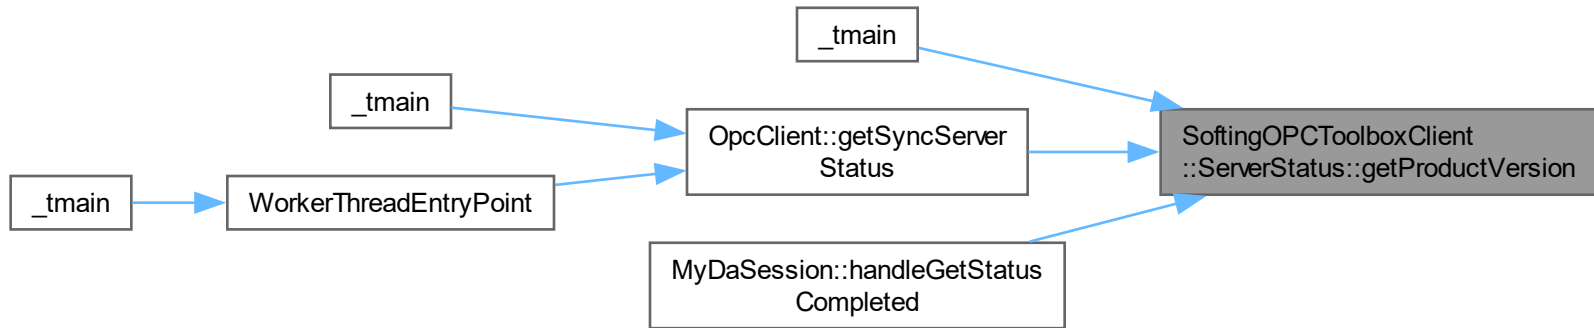 _tmain
_tmain
OpcClient::getSyncServer
Status
SoftingOPCToolboxClient
::ServerStatus::getProductVersion
_tmain
WorkerThreadEntryPoint
MyDaSession::handleGetStatus
Completed